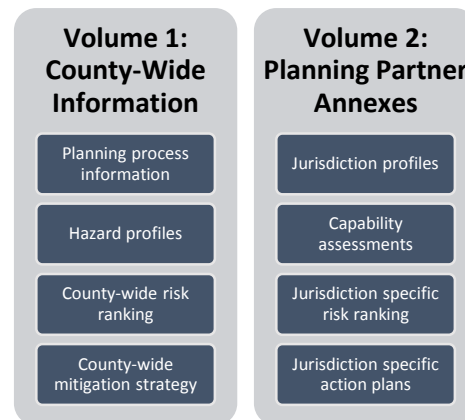 Volume 1:
County-Wide
Information
Planning process
information
Hazard profiles
County-wide risk
ranking
County-wide
mitigation strategy
Volume 2:
Planning Partner
Annexes
Jurisdiction profiles
Capability
assessments
Jurisdiction specific
risk ranking
Jurisdiction specific
action plans